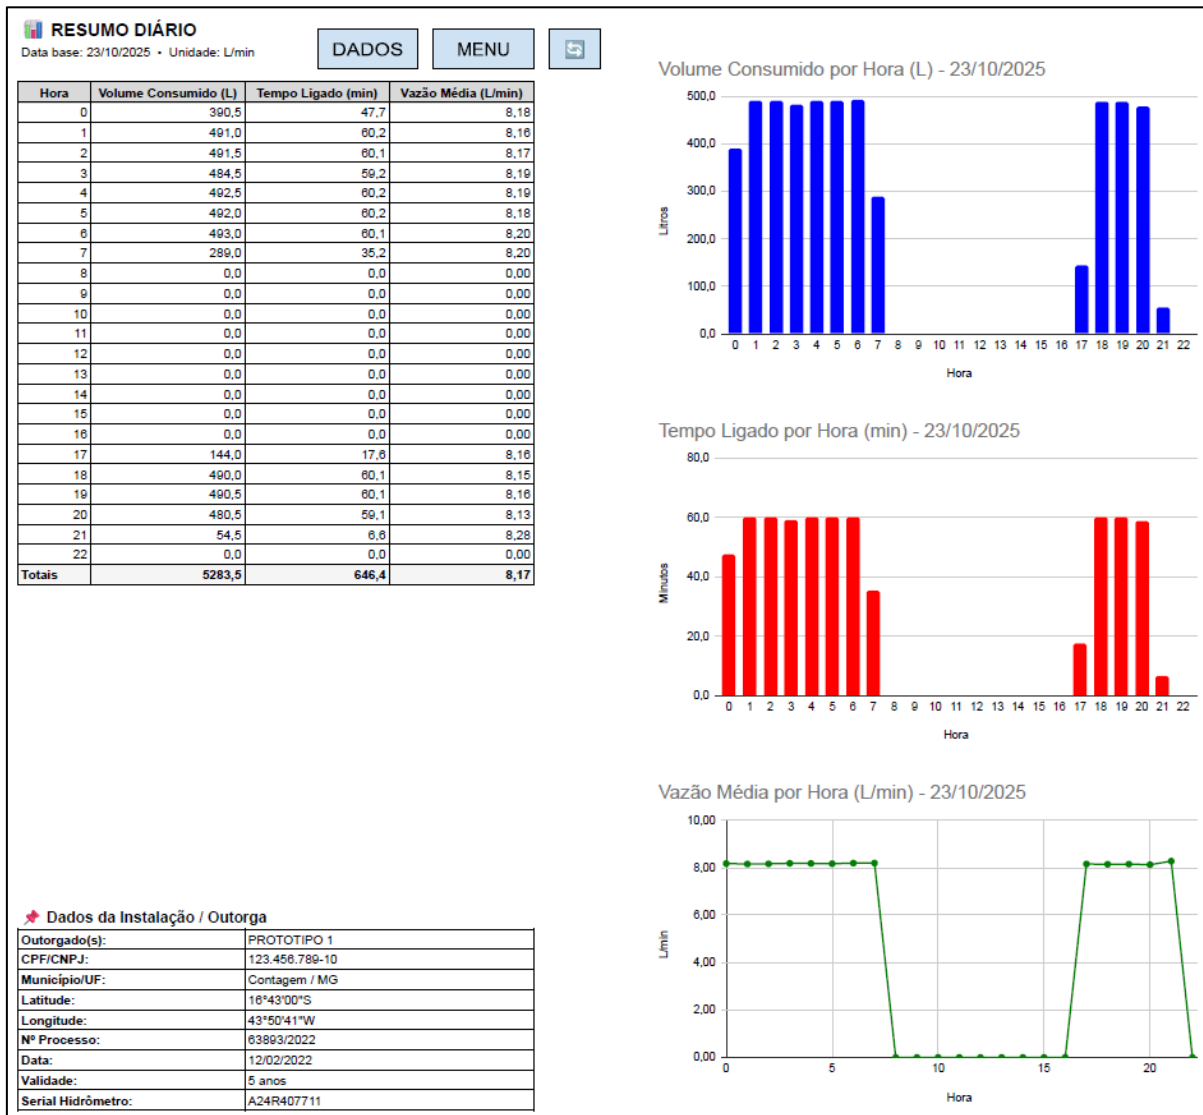 RESUMO DIÁRIO
Data base: 23/10/2025 • Unidade: L/min
DADOS
MENU
Hora Volume Consumido (L) Tempo Ligado (min) Vazão Média (L/min)
0 390,5 47,7 8,18
1 491,0 60,2 8,16
2 491,5 60,1 8,17
3 484,5 59,2 8,19
4 492,5 60,2 8,19
5 492,0 60,2 8,18
6 493,0 60,1 8,20
7 289,0 35,2 8,20
8 0,0 0,0 0,00
9 0,0 0,0 0,00
10 0,0 0,0 0,00
11 0,0 0,0 0,00
12 0,0 0,0 0,00
13 0,0 0,0 0,00
14 0,0 0,0 0,00
15 0,0 0,0 0,00
16 0,0 0,0 0,00
17 144,0 17,6 8,16
18 490,0 60,1 8,15
19 490,5 60,1 8,16
20 480,5 59,1 8,13
21 54,5 6,6 8,28
22 0,0 0,0 0,00
Totais 5283,5 646,4 8,17
Dados da Instalação / Outorga
Outorgado(s): PROTOTIPO 1
CPF/CNPJ: 123.456.789-10
Município/UF: Contagem / MG
Latitude: 16°43'00"S
Longitude: 43°50'41"W
Nº Processo: 63893/2022
Data: 12/02/2022
Validade: 5 anos
Serial Hidrômetro: A24R407711
Volume Consumido por Hora (L) - 23/10/2025
500,0
400,0
300,0
200,0
100,0
0,0
Litros
0 1 2 3 4 5 6 7 8 9 10 11 12 13 14 15 16 17 18 19 20 21 22
Hora
Tempo Ligado por Hora (min) - 23/10/2025
80,0
60,0
40,0
20,0
0,0
Minutos
0 1 2 3 4 5 6 7 8 9 10 11 12 13 14 15 16 17 18 19 20 21 22
Hora
Vazão Média por Hora (L/min) - 23/10/2025
10,00
8,00
6,00
4,00
2,00
0,00
L/min
0 5 10 15 20
Hora